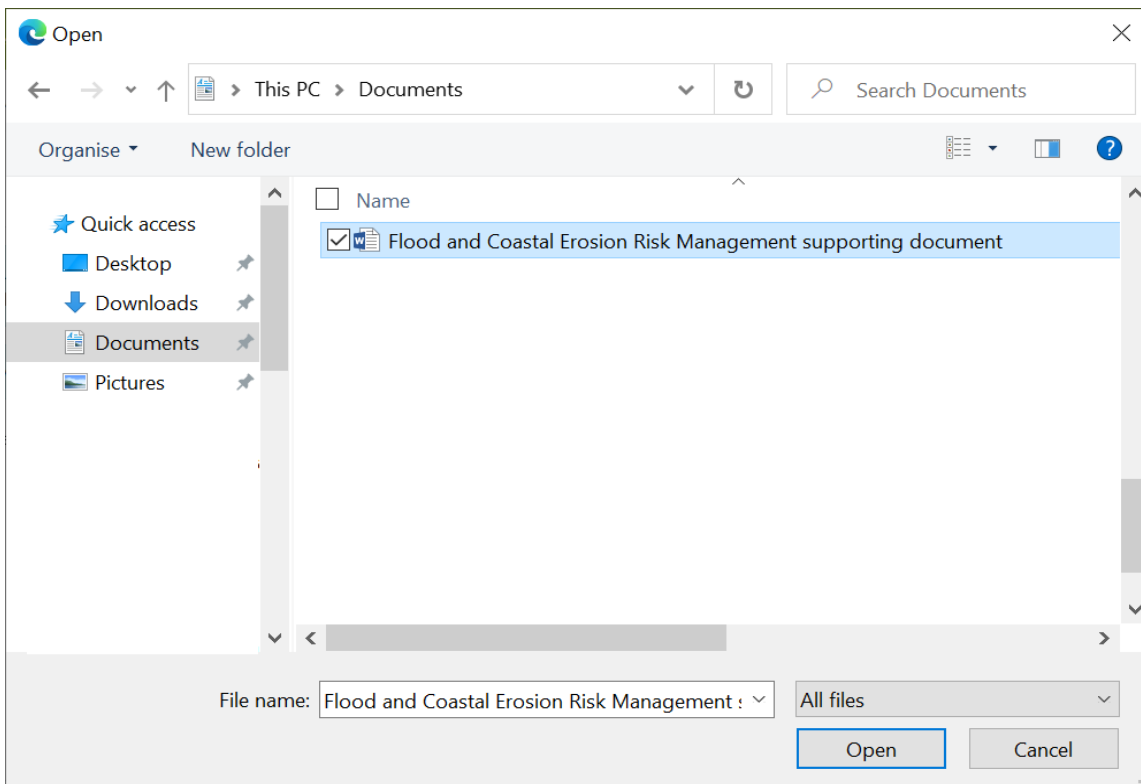 Open
This PC > Documents
Search Documents
Organise
New folder
?
Name
Quick access
Flood and Coastal Erosion Risk Management supporting document
Desktop
Downloads
Documents
Pictures
File name: Flood and Coastal Erosion Risk Management
All files
Open
Cancel